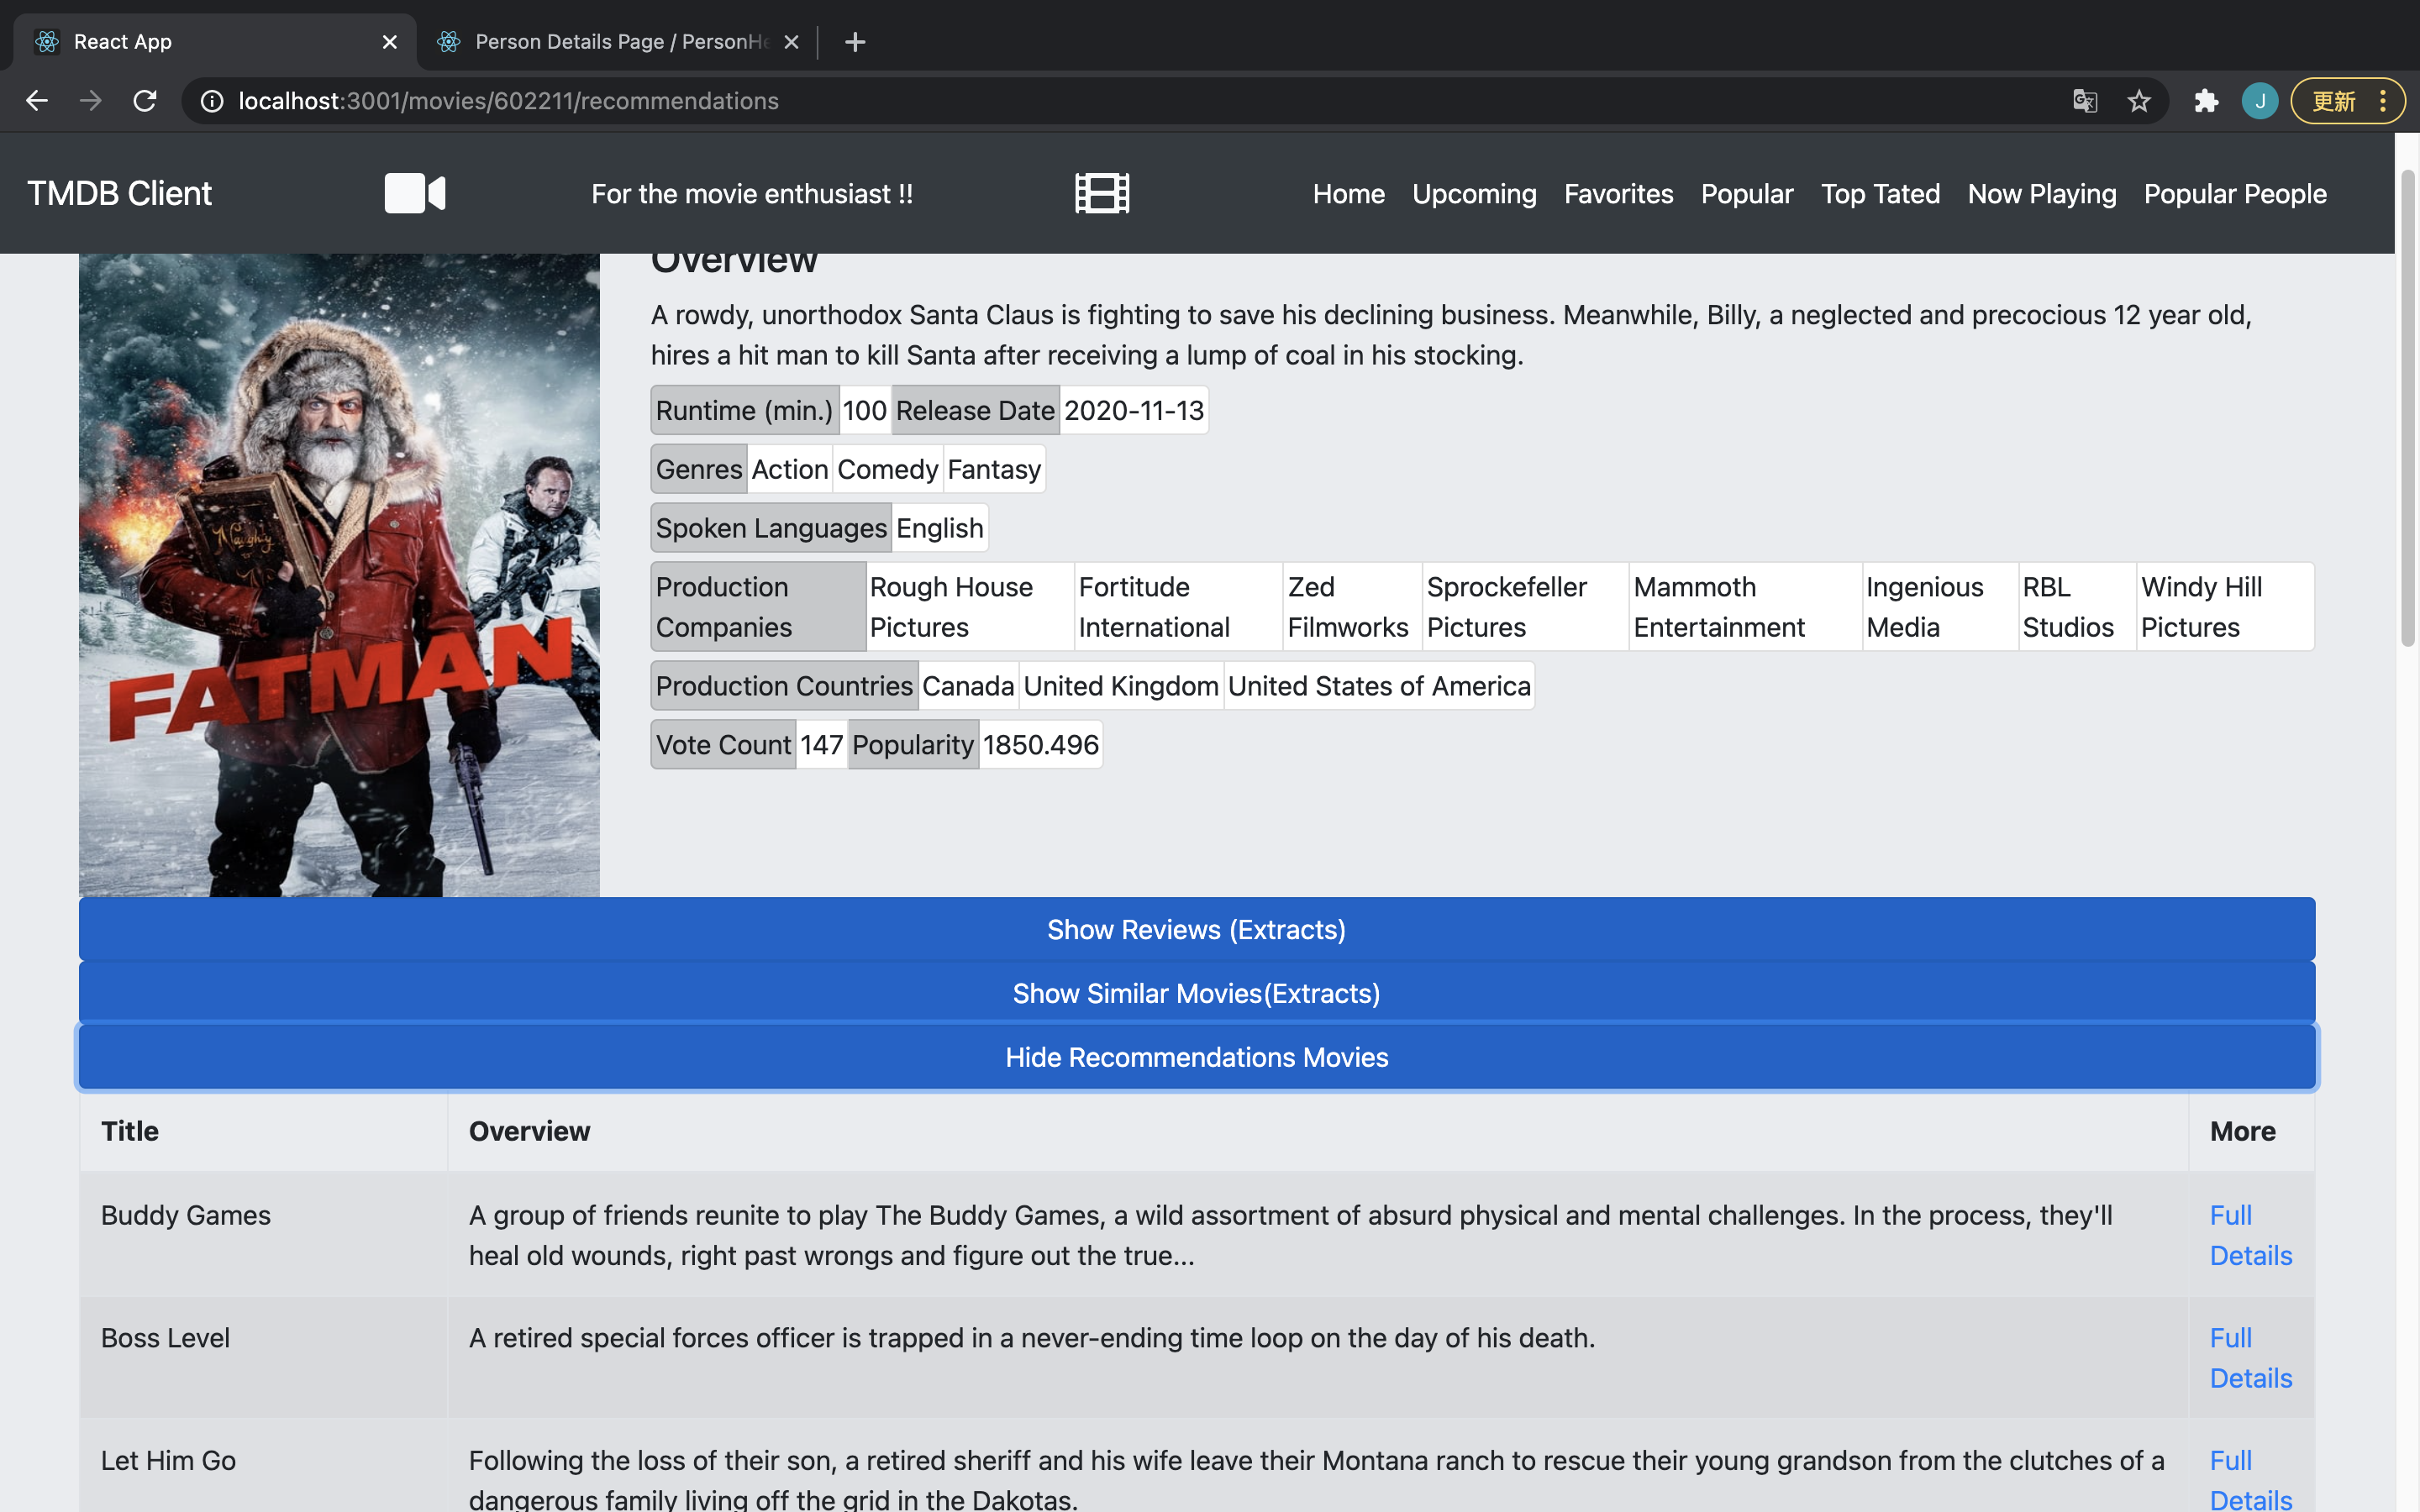 React App
Person Details Page / PersonHe
localhost:3001/movies/602211/recommendations
J
更新
TMDB Client
For the movie enthusiast !!
Home Upcoming Favorites Popular Top Tated Now Playing Popular People
Overview
A rowdy, unorthodox Santa Claus is fighting to save his declining business. Meanwhile, Billy, a neglected and precocious 12 year old,
hires a hit man to kill Santa after receiving a lump of coal in his stocking.
Runtime (min.) 100 Release Date 2020-11-13
Genres Action Comedy Fantasy
Spoken Languages English
Production Companies Rough House Pictures Fortitude International Zed Filmworks Sprockefeller Pictures Mammoth Entertainment Ingenious Media RBL Studios Windy Hill Pictures
Production Countries Canada United Kingdom United States of America
Vote Count 147 Popularity 1850.496
Naughty
FATMAN
Show Reviews (Extracts)
Show Similar Movies(Extracts)
Hide Recommendations Movies
Title Overview More
Buddy Games
A group of friends reunite to play The Buddy Games, a wild assortment of absurd physical and mental challenges. In the process, they'll
heal old wounds, right past wrongs and figure out the true...
Full
Details
Boss Level
A retired special forces officer is trapped in a never-ending time loop on the day of his death.
Full
Details
Let Him Go
Following the loss of their son, a retired sheriff and his wife leave their Montana ranch to rescue their young grandson from the clutches of a
dangerous family living off the grid in the Dakotas.
Full
Details